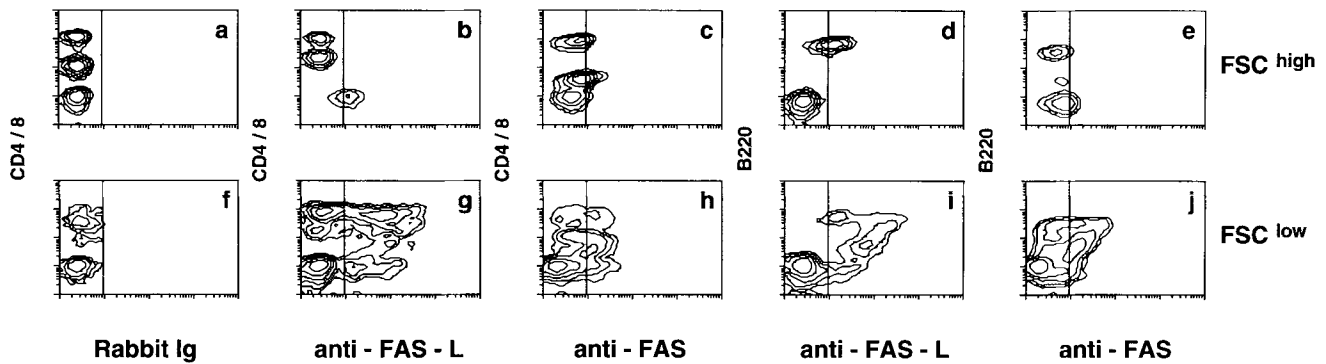 a
b
c
d
e
FSC high
CD4 / 8
CD4 / 8
CD4 / 8
B220
B220
f
g
h
i
j
FSC low
Rabbit Ig
anti - FAS - L
anti - FAS
anti - FAS - L
anti - FAS